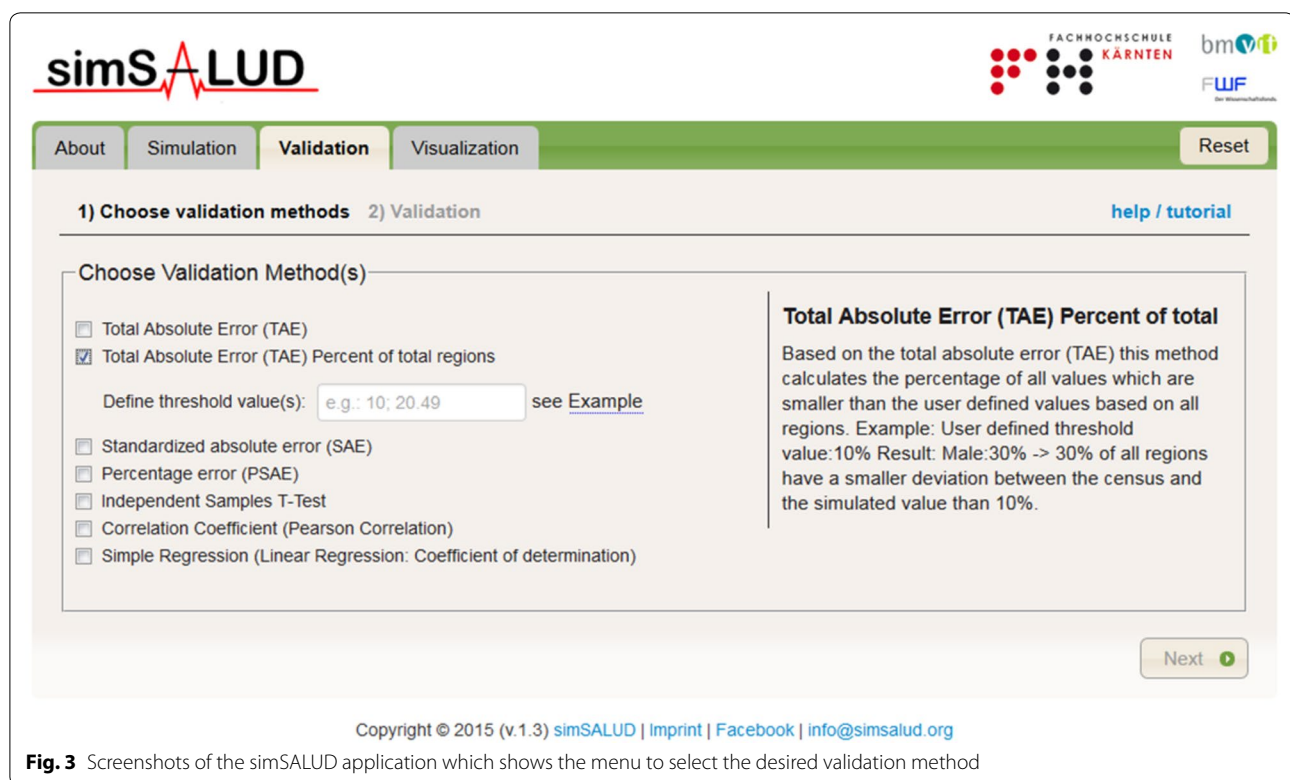 simSALUD
FACHHOCHSCHULE
KÄRNTEN
bmvit
FWF
Der Wissenschaftsfonds.
About Simulation Validation Visualization Reset
1) Choose validation methods 2) Validation help / tutorial
Choose Validation Method(s)
Total Absolute Error (TAE)
Total Absolute Error (TAE) Percent of total regions
Define threshold value(s): e.g.: 10; 20.49 see Example
Standardized absolute error (SAE)
Percentage error (PSAE)
Independent Samples T-Test
Correlation Coefficient (Pearson Correlation)
Simple Regression (Linear Regression: Coefficient of determination)
Total Absolute Error (TAE) Percent of total
Based on the total absolute error (TAE) this method
calculates the percentage of all values which are
smaller than the user defined values based on all
regions. Example: User defined threshold
value:10% Result: Male:30% -> 30% of all regions
have a smaller deviation between the census and
the simulated value than 10%.
Next
Copyright © 2015 (v.1.3) simSALUD | Imprint | Facebook | info@simsalud.org
Fig. 3 Screenshots of the simSALUD application which shows the menu to select the desired validation method